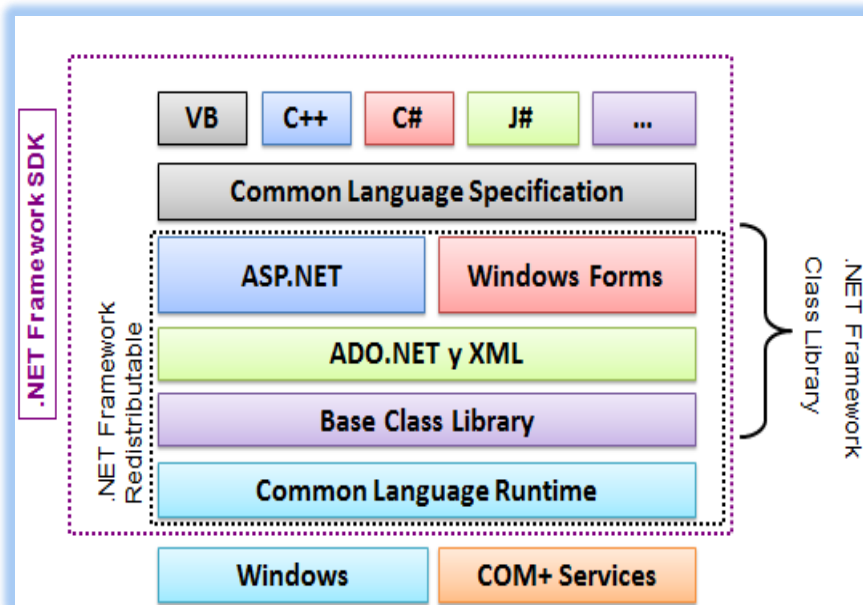 .NET Framework SDK
VB
C++
C#
J#
...
Common Language Specification
ASP.NET
Windows Forms
ADO.NET y XML
Base Class Library
Common Language Runtime
.NET Framework
Redistributable
.NET Framework
Class Library
Windows
COM+ Services